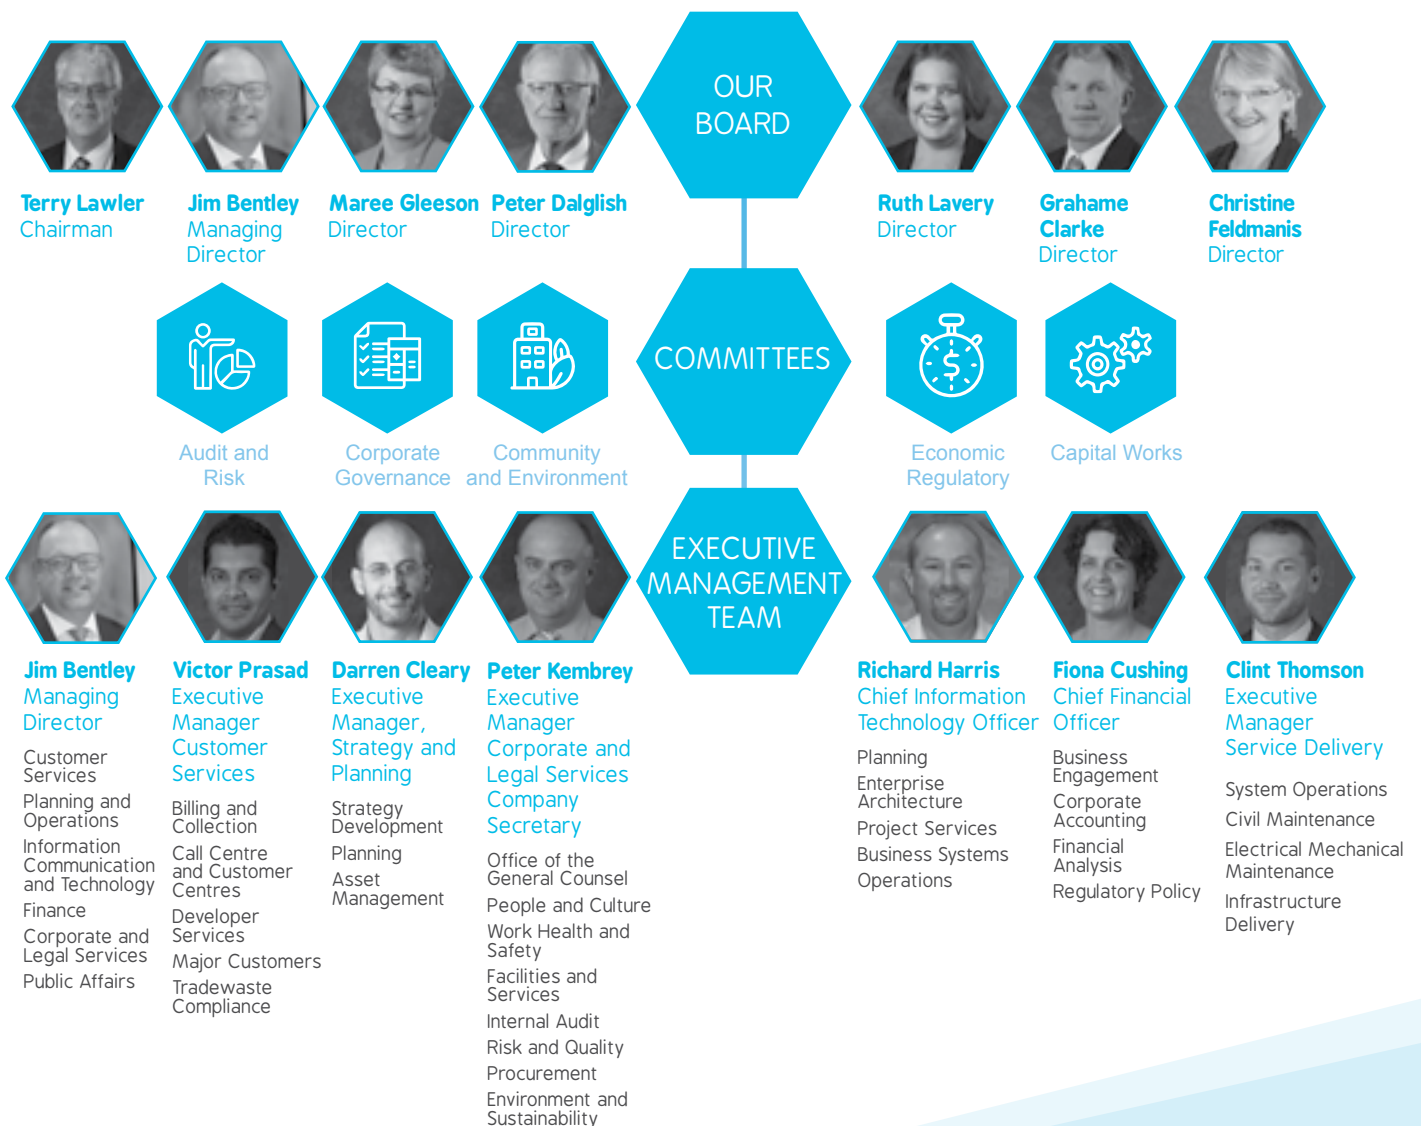 OUR
BOARD
Terry Lawler
Chairman
Jim Bentley
Managing
Director
Maree Gleeson
Director
Peter Dalglish
Director
Ruth Lavery
Director
Grahame
Clarke
Director
Christine
Feldmanis
Director
COMMITTEES
$
Audit and
Risk
Corporate
Governance
Community
and Environment
Economic
Regulatory
Capital Works
EXECUTIVE
MANAGEMENT
TEAM
Jim Bentley
Managing
Director
Customer
Services
Planning and
Operations
Information
Communication
and Technology
Finance
Corporate and
Legal Services
Public Affairs
Victor Prasad
Executive
Manager
Customer
Services
Billing and
Collection
Call Centre
and Customer
Centres
Developer
Services
Major Customers
Tradewaste
Compliance
Darren Cleary
Executive
Manager,
Strategy and
Planning
Strategy
Development
Planning
Asset
Management
Peter Kembrey
Executive
Manager
Corporate and
Legal Services
Company
Secretary
Office of the
General Counsel
People and Culture
Work Health and
Safety
Facilities and
Services
Internal Audit
Risk and Quality
Procurement
Environment and
Sustainability
Richard Harris
Chief Information
Technology Officer
Planning
Enterprise
Architecture
Project Services
Business Systems
Operations
Fiona Cushing
Chief Financial
Officer
Business
Engagement
Corporate
Accounting
Financial
Analysis
Regulatory Policy
Clint Thomson
Executive
Manager
Service Delivery
System Operations
Civil Maintenance
Electrical Mechanical
Maintenance
Infrastructure
Delivery